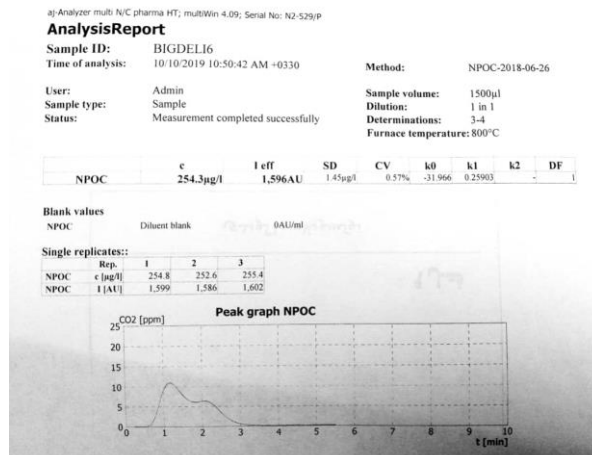 aj-Analyzer multi N/C pharma HT; multiWin 4.09; Serial No: N2-529/P
AnalysisReport
Sample ID: BIGDELI6
Time of analysis: 10/10/2019 10:50:42 AM +0330
Method: NPOC-2018-06-26
User: Admin
Sample volume: 1500µl
Sample type: Sample
Dilution: 1 in 1
Status: Measurement completed successfully
Determinations: 3-4
Furnace temperature: 800°C
c I eff SD CV k0 k1 k2 DF
NPOC 254.3µg/l 1,596AU 1.45µg/l 0.57% -31.966 0.25903 - 1
Blank values
NPOC Diluent blank 0AU/ml
Single replicates::
Rep. 1 2 3
NPOC c [µg/l] 254.8 252.6 255.4
NPOC I [AU] 1,599 1,586 1,602
Peak graph NPOC
CO2 [ppm]
25
20
15
10
5
0
0 1 2 3 4 5 6 7 8 9 10
t [min]